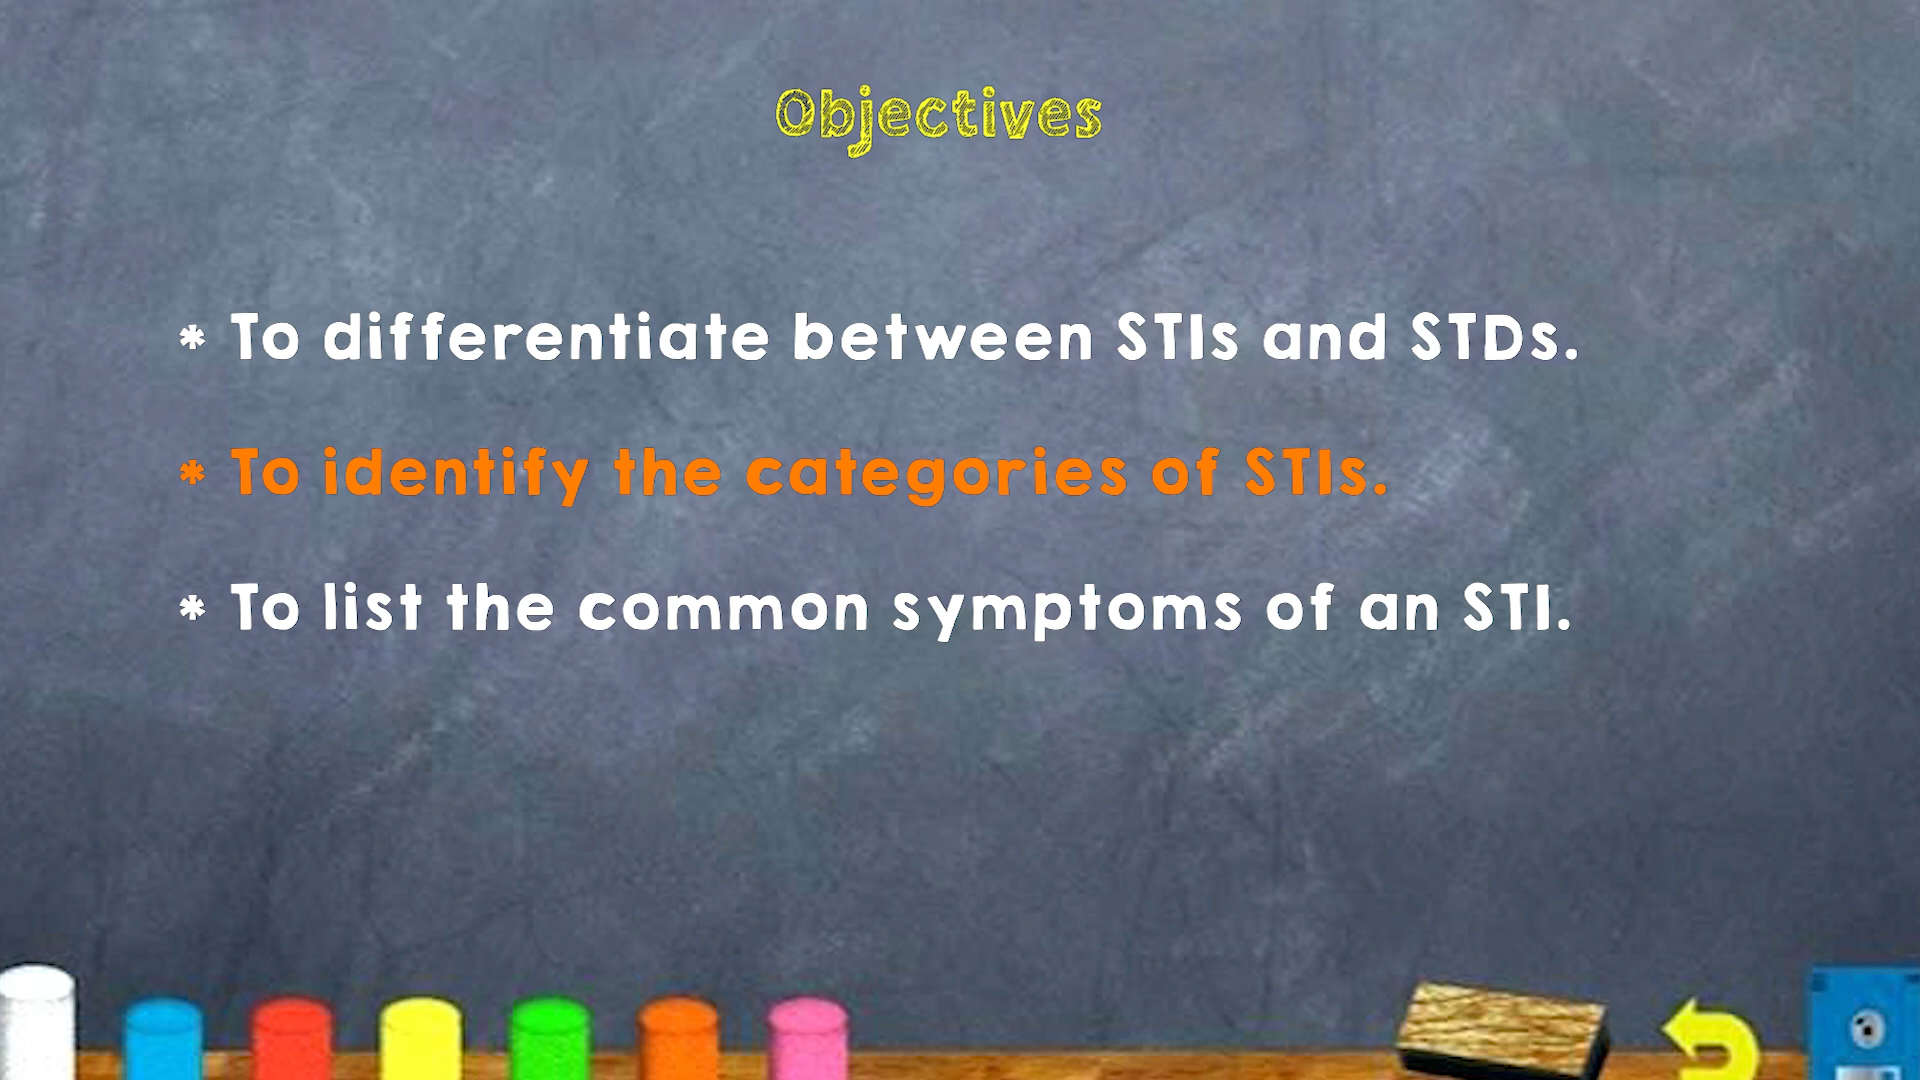 Objectives
* To differentiate between STIs and STDs.
* To identify the categories of STIs.
* To list the common symptoms of an STI.